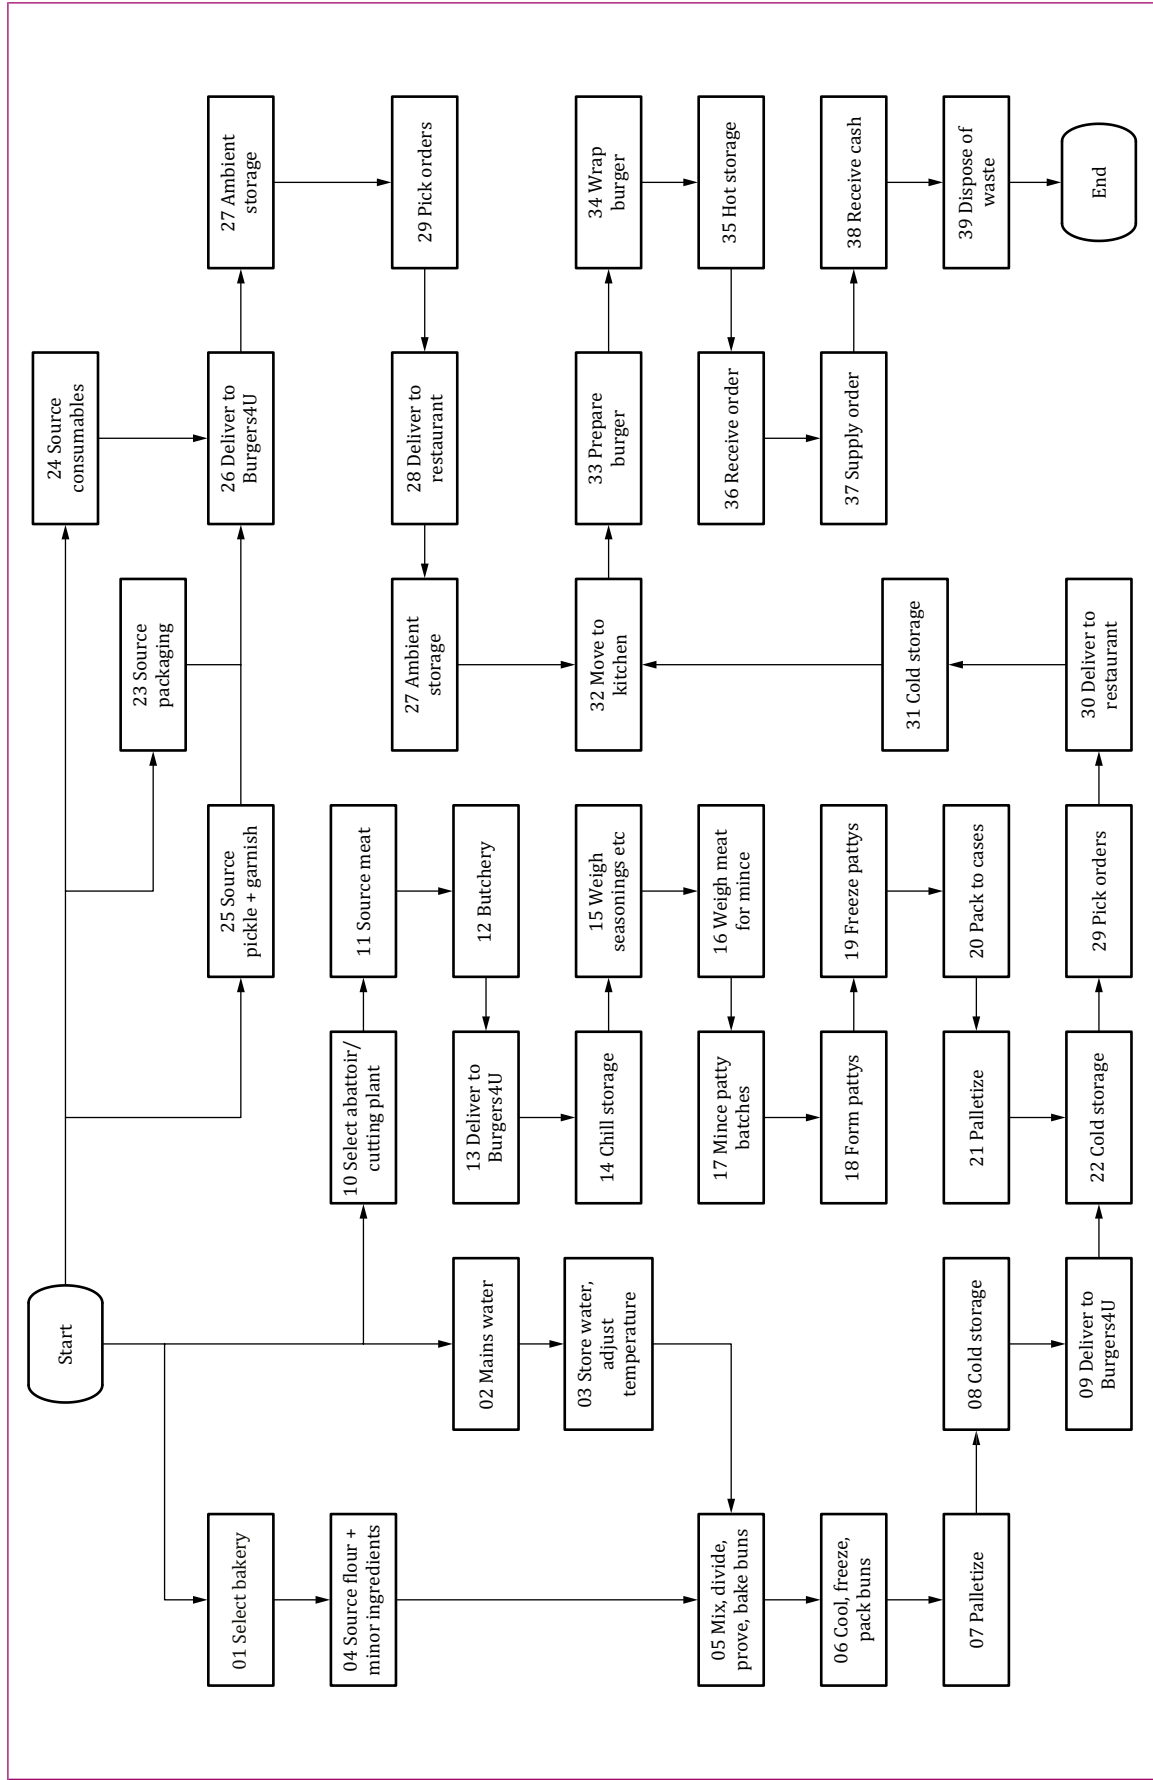 Start
01 Select bakery
04 Source flour +
minor ingredients
02 Mains water
03 Store water,
adjust
temperature
05 Mix, divide,
prove, bake buns
06 Cool, freeze,
pack buns
07 Palletize
08 Cold storage
09 Deliver to
Burgers4U
10 Select abattoir/
cutting plant
11 Source meat
12 Butchery
13 Deliver to
Burgers4U
14 Chill storage
15 Weigh
seasonings etc
16 Weigh meat
for mince
17 Mince patty
batches
18 Form pattys
19 Freeze pattys
20 Pack to cases
21 Palletize
22 Cold storage
29 Pick orders
30 Deliver to
restaurant
31 Cold storage
23 Source
packaging
24 Source
consumables
25 Source
pickle + garnish
26 Deliver to
Burgers4U
27 Ambient
storage
29 Pick orders
28 Deliver to
restaurant
27 Ambient
storage
32 Move to
kitchen
33 Prepare
burger
34 Wrap
burger
35 Hot storage
36 Receive order
37 Supply order
38 Receive cash
39 Dispose of
waste
End